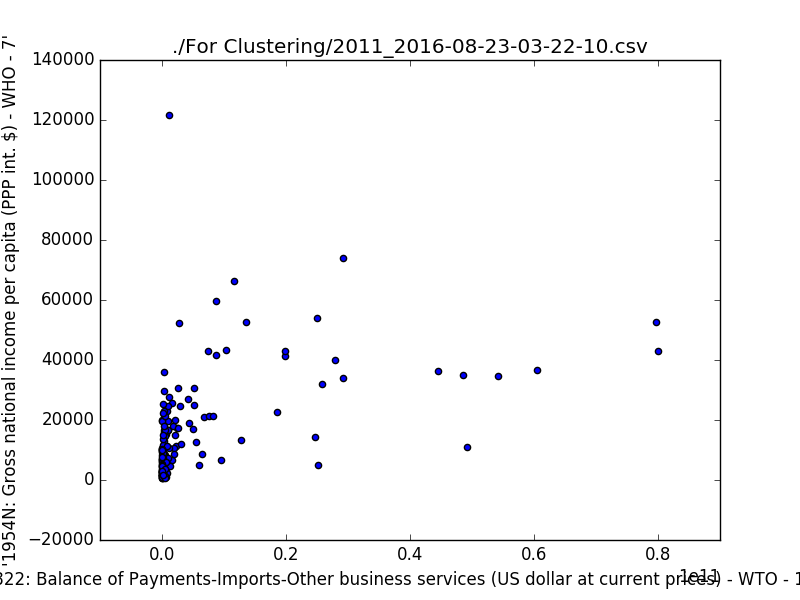 ./For Clustering/2011_2016-08-23-03-22-10.csv
140000
120000
100000
80000
60000
40000
20000
0
−20000
'1954N: Gross national income per capita (PPP int. $) - WHO - 7'
0.0 0.2 0.4 0.6 0.8
1e11
322: Balance of Payments-Imports-Other business services (US dollar at current prices) - WTO - 1